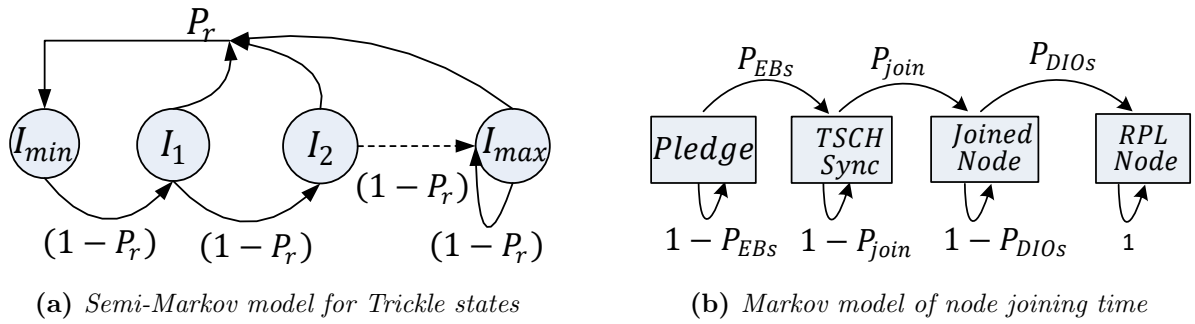 P_r
I_min I_1 I_2 I_max
(1 − P_r)
(1 − P_r) (1 − P_r) (1 − P_r)
(a) Semi-Markov model for Trickle states
P_EBs P_join P_DIOs
Pledge TSCH Sync Joined Node RPL Node
1 − P_EBs 1 − P_join 1 − P_DIOs 1
(b) Markov model of node joining time